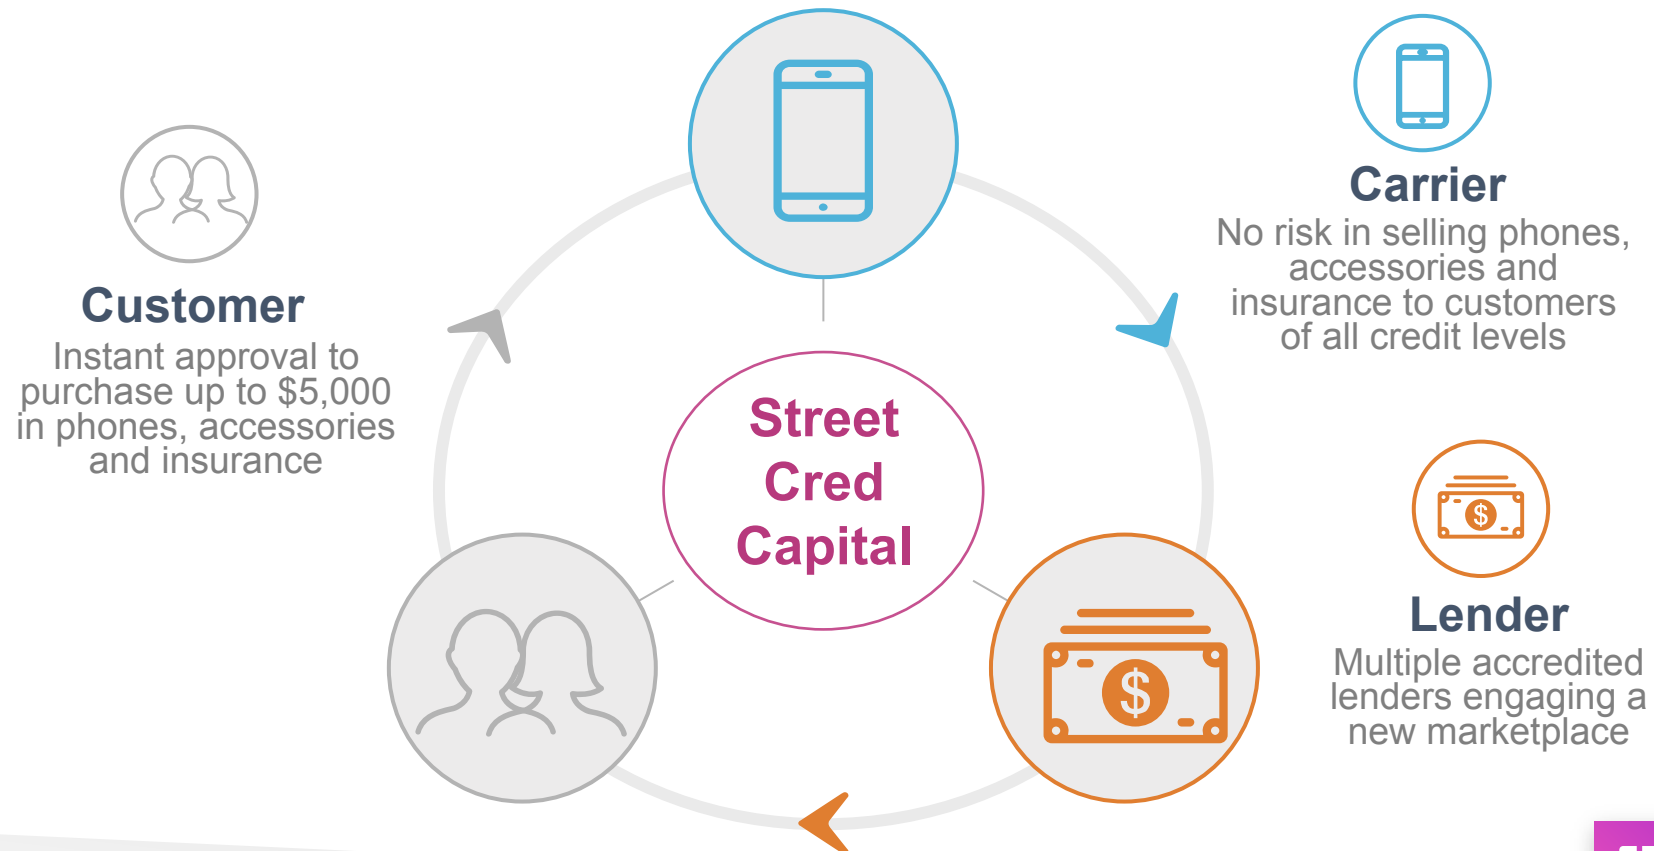 Customer
Instant approval to
purchase up to $5,000
in phones, accessories
and insurance
Street
Cred
Capital
$
Carrier
No risk in selling phones,
accessories and
insurance to customers
of all credit levels
$
Lender
Multiple accredited
lenders engaging a
new marketplace